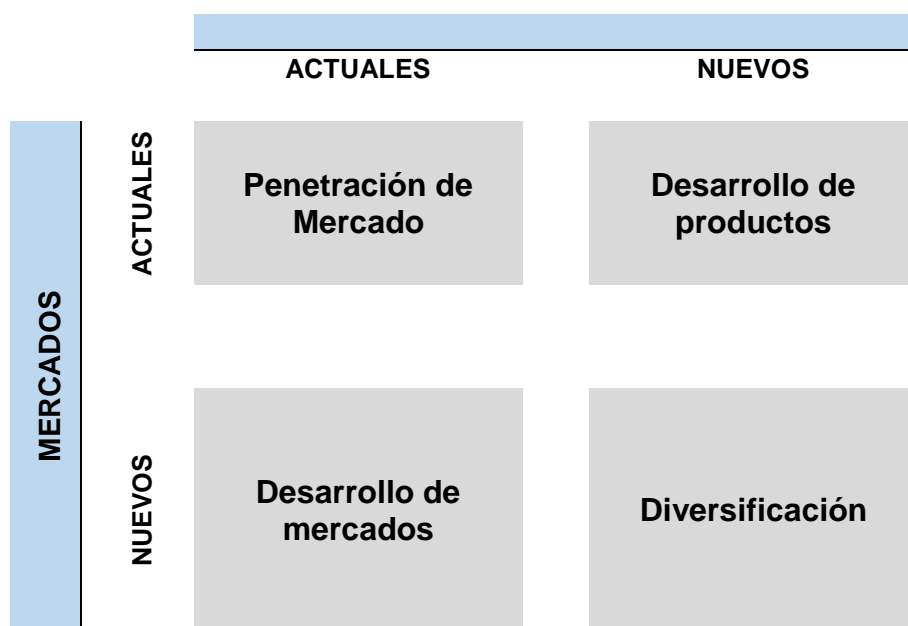 ACTUALES
NUEVOS
MERCADOS
ACTUALES
Penetración de
Mercado
Desarrollo de
productos
NUEVOS
Desarrollo de
mercados
Diversificación